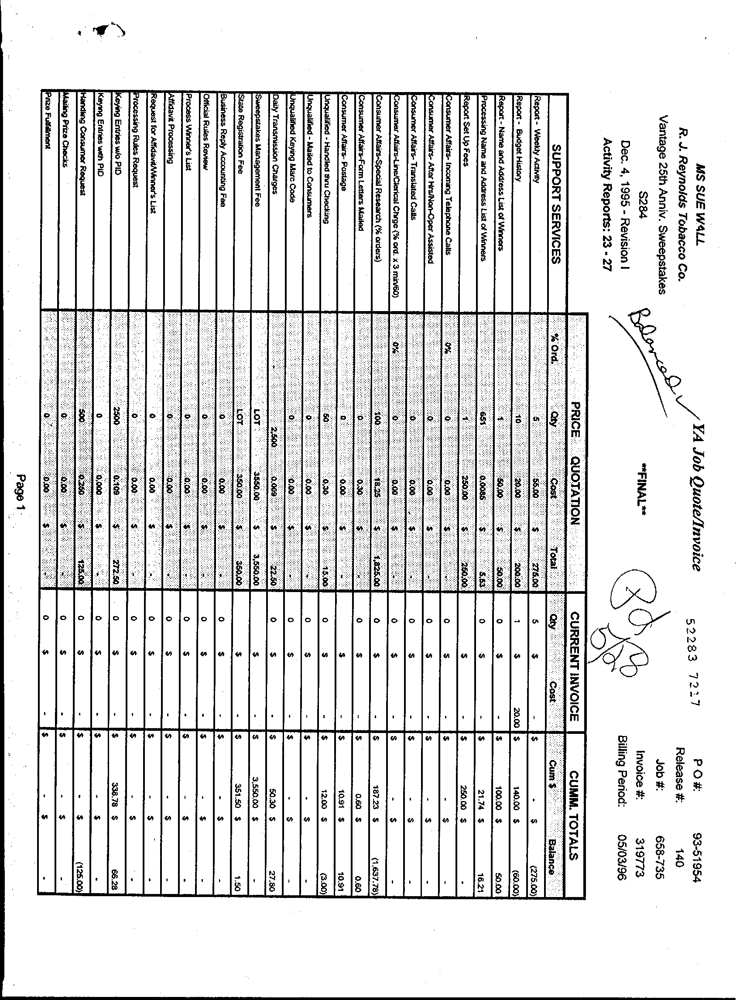 MS SUE WALL
R. J. Reynolds Tobacco Co.
Vantage 25th Anniv. Sweepstakes
S284
Dec. 4, 1995 - Revision I
Activity Reports: 23 - 27
Balanced
YA Job Quote/Invoice
**FINAL**
Pd, 5/28
52283 7217
P O #: 93-51954
Release #: 140
Job #: 658-735
Invoice #: 319773
Billing Period: 05/03/96
PRICE QUOTATION CURRENT INVOICE CUMM. TOTALS
SUPPORT SERVICES % Ord. Qty Cost Total Qty Cost Cum $ Balance
Report - Weekly Activity 5 55.00 $ 275.00 5 $ - $ - $ (275.00)
Report - Budget History 10 20.00 $ 200.00 1 $ 20.00 $ 140.00 $ (60.00)
Report - Name and Address List of Winners 1 50.00 $ 50.00 0 $ - $ 100.00 $ 50.00
Processing Name and Address List of Winners 651 0.0085 $ 5.53 0 $ - $ 21.74 $ 16.21
Report Set Up Fees 1 250.00 $ 250.00 $ - $ 250.00 $ -
Consumer Affairs- Incoming Telephone Calls 0% 0 0.00 $ - 0 $ - $ - $ -
Consumer Affairs- After Hrs/Non-Oper Assisted 0 0.00 $ - 0 $ - $ - $ -
Consumer Affairs- Translated Calls 0 0.00 $ - 0 $ - $ - $ -
Consumer Affairs-Line/Clerical Chrge (% ord. x 3 min/60) 0% 0 0.00 $ - 0 $ - $ - $ -
Consumer Affairs-Special Research (% orders) 100 18.25 $ 1,825.00 0 $ - $ 187.23 $ (1,637.78)
Consumer Affairs-Form Letters Mailed 0 0.30 $ - 0 $ - $ 0.60 $ 0.60
Consumer Affairs- Postage 0 0.00 $ - $ - $ 10.91 $ 10.91
Unqualified - Handled thru Checking 50 0.30 $ 15.00 0 $ - $ 12.00 $ (3.00)
Unqualified - Mailed to Consumers 0 0.00 $ - 0 $ - $ - $ -
Unqualified Keying Marc Code 0 0.00 $ - 0 $ - $ - $ -
Daily Transmission Charges 2,500 0.009 $ 22.50 0 $ - $ 50.30 $ 27.80
Sweepstakes Management Fee LOT 3550.00 $ 3,550.00 $ - $ 3,550.00 $ -
State Registration Fee LOT 350.00 $ 350.00 $ - $ 351.50 $ 1.50
Business Reply Accounting Fee 0 0.00 $ - 0 $ - $ - $ -
Official Rules Review 0 0.00 $ - 0 $ - $ - $ -
Process Winner's List 0 0.00 $ - 0 $ - $ - $ -
Affidavit Processing 0 0.00 $ - 0 $ - $ - $ -
Request for Affidavit/Winner's List 0 0.00 $ - 0 $ - $ - $ -
Processing Rules Request 0 0.00 $ - 0 $ - $ - $ -
Keying Entries w/o PID 2500 0.109 $ 272.50 0 $ - $ 338.78 $ 66.28
Keying Entries with PID 0 0.000 $ - 0 $ - $ - $ -
Handling Consumer Request 500 0.250 $ 125.00 0 $ - $ - $ (125.00)
Mailing Prize Checks 0 0.00 $ - 0 $ - $ - $ -
Prize Fulfillment 0 0.00 $ - 0 $ - $ - $ -
Page 1